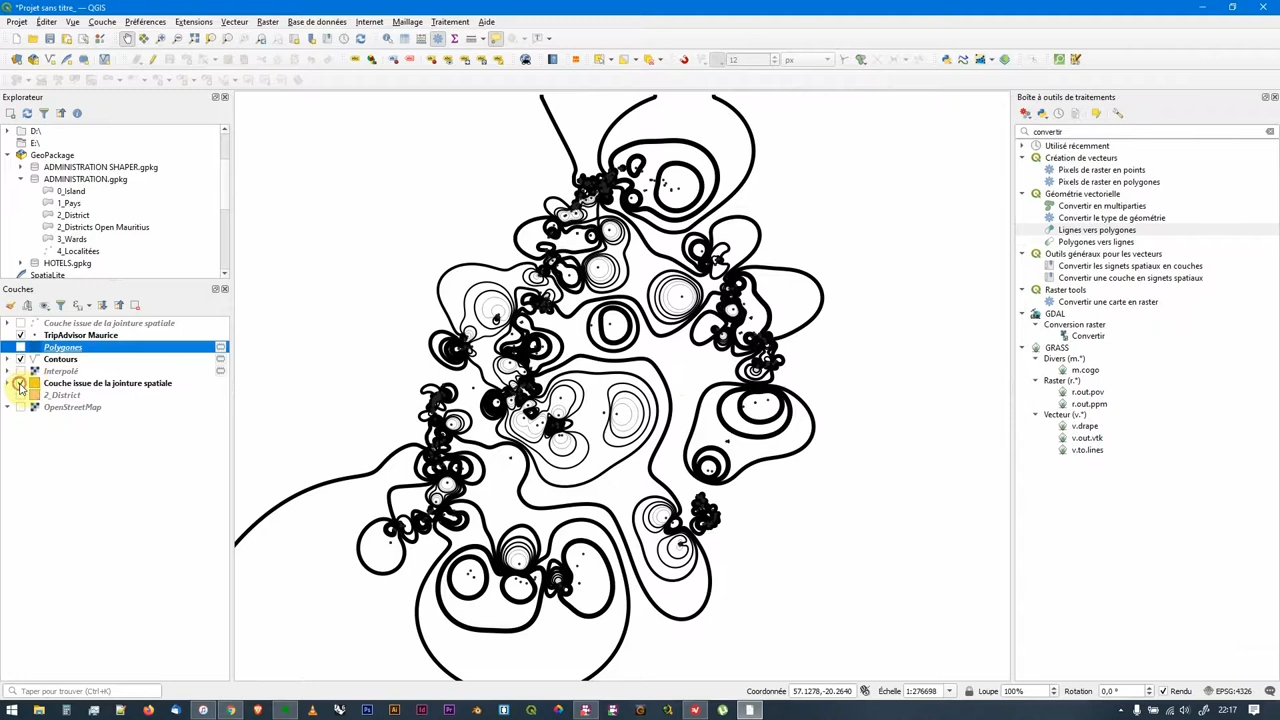 *Projet sans titre_ — QGIS
Projet Éditer Vue Couche Préférences Extensions Vecteur Raster Base de données Internet Maillage Traitement Aide
12 px
Explorateur
D:\
E:\
GeoPackage
ADMINISTRATION SHAPER.gpkg
ADMINISTRATION.gpkg
0_Island
1_Pays
2_District
2_Districts Open Mauritius
3_Wards
4_Localitées
HOTELS.gpkg
SpatiaLite
Couches
Couche issue de la jointure spatiale
TripAdvisor Maurice
Polygones
Contours
Interpolé
Couche issue de la jointure spatiale
2_District
OpenStreetMap
Boîte à outils de traitements
convertir
Utilisé récemment
Création de vecteurs
Pixels de raster en points
Pixels de raster en polygones
Géométrie vectorielle
Convertir en multiparties
Convertir le type de géométrie
Lignes vers polygones
Polygones vers lignes
Outils généraux pour les vecteurs
Convertir les signets spatiaux en couches
Convertir une couche en signets spatiaux
Raster tools
Convertir une carte en raster
GDAL
Conversion raster
Convertir
GRASS
Divers (m.*)
m.cogo
Raster (r.*)
r.out.pov
r.out.ppm
Vecteur (v.*)
v.drape
v.out.vtk
v.to.lines
Taper pour trouver (Ctrl+K)
Coordonnée 57.1278,-20.2640 Échelle 1:276698 Loupe 100% Rotation 0,0 ° Rendu EPSG:4326
22:17